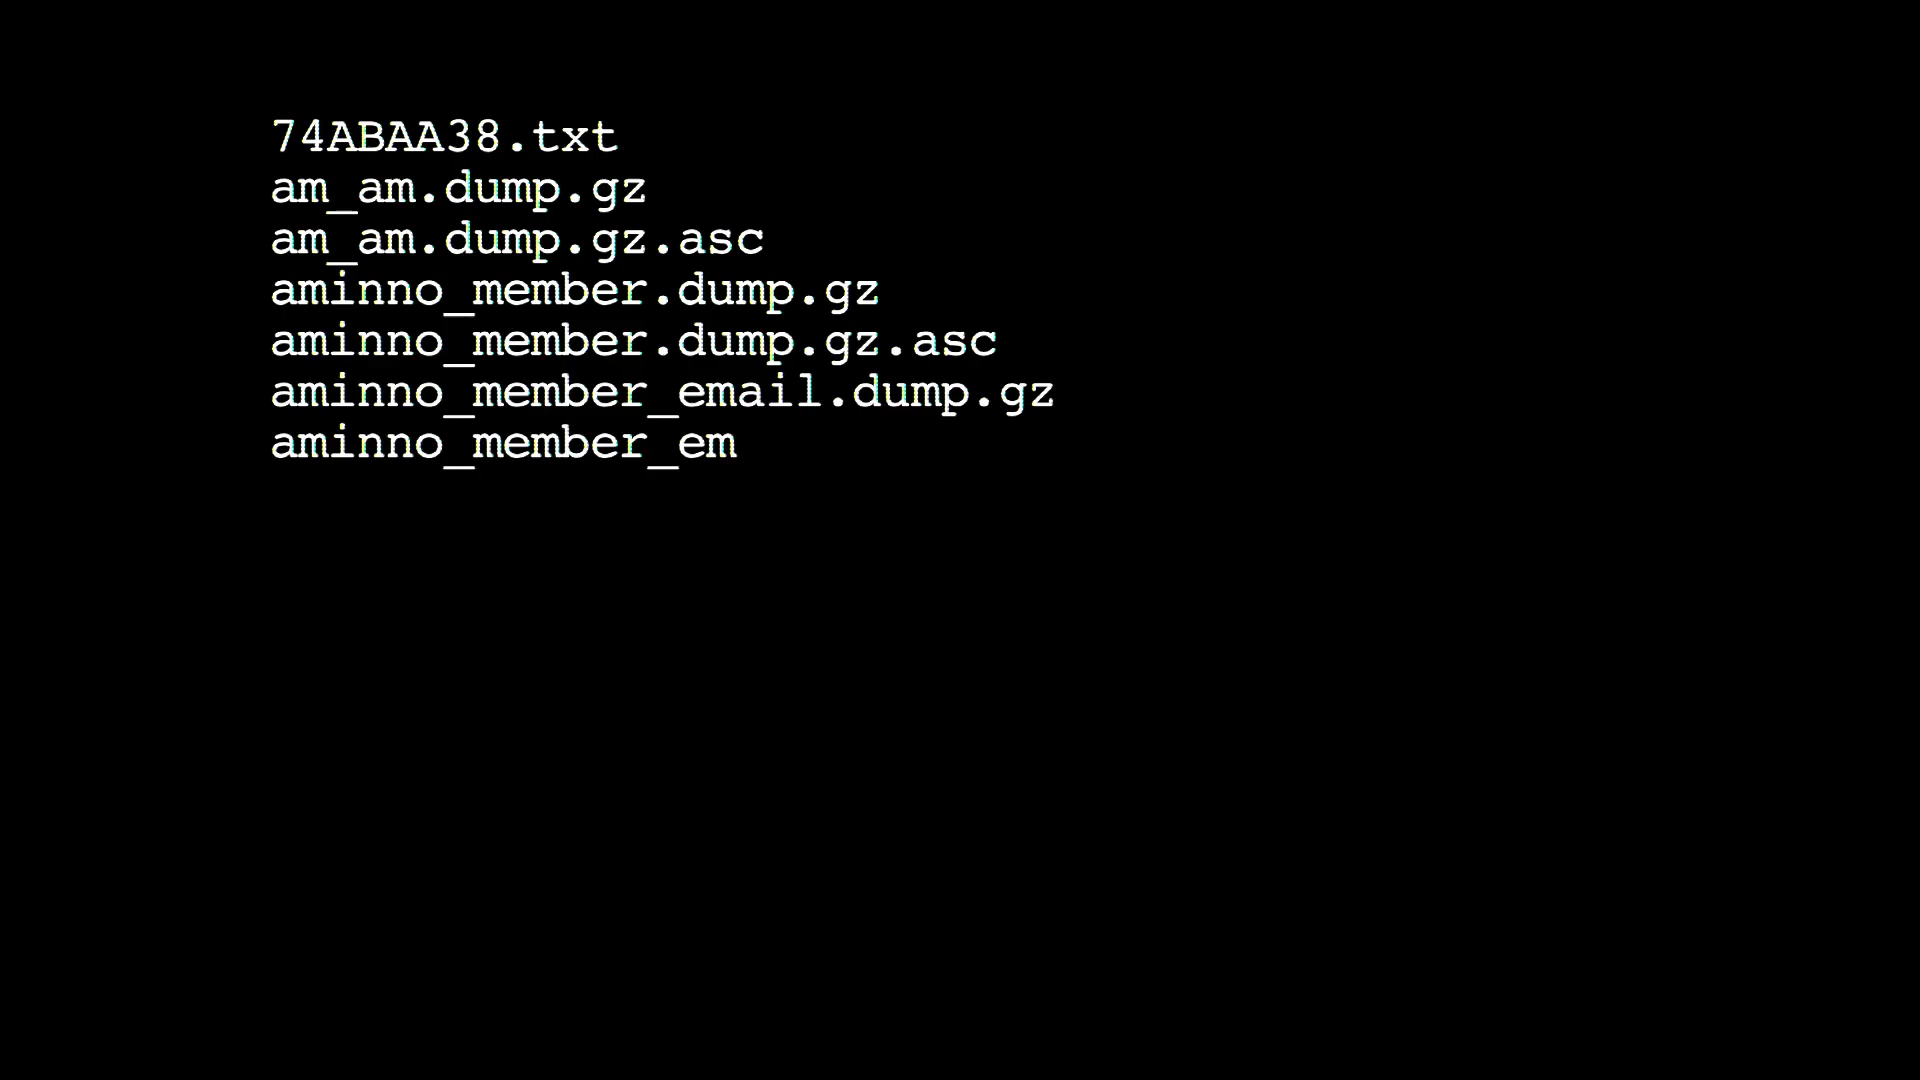 74ABAA38.txt
am_am.dump.gz
am_am.dump.gz.asc
aminno_member.dump.gz
aminno_member.dump.gz.asc
aminno_member_email.dump.gz
aminno_member_em